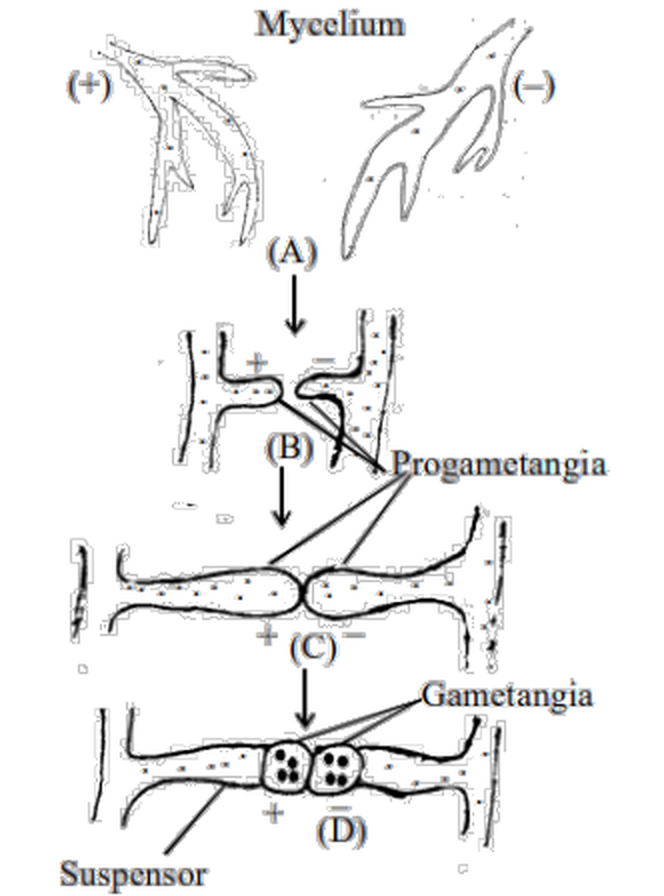 Mycelium
(+) (–)
(A)
+ –
(B)
Progametangia
+ –
(C)
Gametangia
+ –
(D)
Suspensor